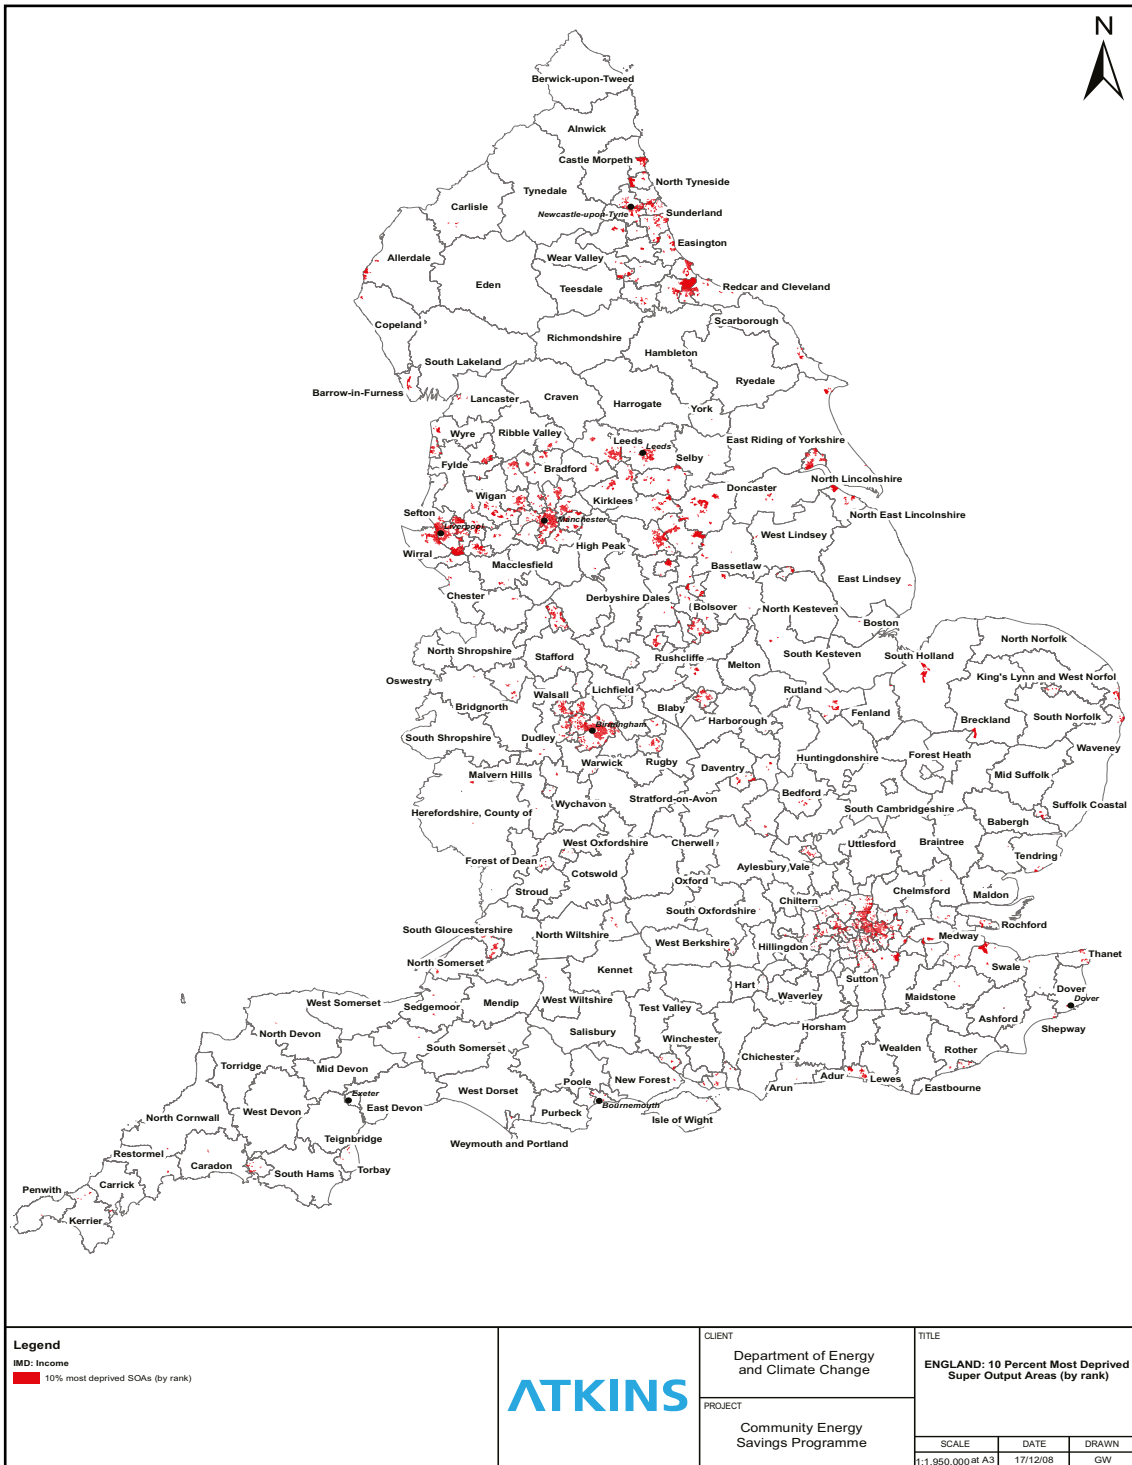 N
Berwick-upon-Tweed
Alnwick
Castle Morpeth
North Tyneside
Tynedale
Carlisle
Newcastle-upon-Tyne
Sunderland
Easington
Allerdale
Wear Valley
Eden
Teesdale
Redcar and Cleveland
Scarborough
Copeland
Richmondshire
Hambleton
South Lakeland
Ryedale
Barrow-in-Furness
Lancaster
Craven
Harrogate
York
Wyre
Ribble Valley
Leeds
Leeds
East Riding of Yorkshire
Selby
Fylde
Bradford
North Lincolnshire
Doncaster
Wigan
Kirklees
Sefton
North East Lincolnshire
Liverpool
Manchester
West Lindsey
Wirral
High Peak
Macclesfield
Bassetlaw
East Lindsey
Chester
Derbyshire Dales
Bolsover
North Kesteven
Boston
North Norfolk
North Shropshire
Stafford
Rushcliffe
Melton
South Kesteven
South Holland
Oswestry
King's Lynn and West Norfol
Walsall
Lichfield
Rutland
Bridgnorth
Blaby
Fenland
Breckland
South Norfolk
Harborough
Birmingham
South Shropshire
Dudley
Waveney
Warwick
Rugby
Daventry
Huntingdonshire
Forest Heath
Malvern Hills
Mid Suffolk
Bedford
Stratford-on-Avon
Wychavon
Suffolk Coastal
Herefordshire, County of
South Cambridgeshire
Babergh
West Oxfordshire
Cherwell
Uttlesford
Braintree
Tendring
Forest of Dean
Cotswold
Aylesbury Vale
Oxford
Stroud
Chelmsford
Maldon
Chiltern
South Oxfordshire
Rochford
South Gloucestershire
North Wiltshire
West Berkshire
Hillingdon
Medway
Thanet
North Somerset
Swale
Kennet
Sutton
Hart
Dover
Dover
West Somerset
Sedgemoor
Mendip
West Wiltshire
Test Valley
Waverley
Maidstone
Ashford
North Devon
Salisbury
Winchester
Horsham
Shepway
Wealden
Rother
South Somerset
Torridge
Mid Devon
Chichester
Poole
New Forest
Adur
Lewes
Eastbourne
Arun
West Dorset
Exeter
Bournemouth
East Devon
Purbeck
Isle of Wight
West Devon
North Cornwall
Teignbridge
Weymouth and Portland
Restormel
Caradon
South Hams
Torbay
Penwith
Carrick
Kerrier
Legend
IMD: Income
10% most deprived SOAs (by rank)
ATKINS
CLIENT
Department of Energy
and Climate Change
PROJECT
Community Energy
Savings Programme
TITLE
ENGLAND: 10 Percent Most Deprived
Super Output Areas (by rank)
SCALE
DATE
DRAWN
1:1,950,000 at A3
17/12/08
GW